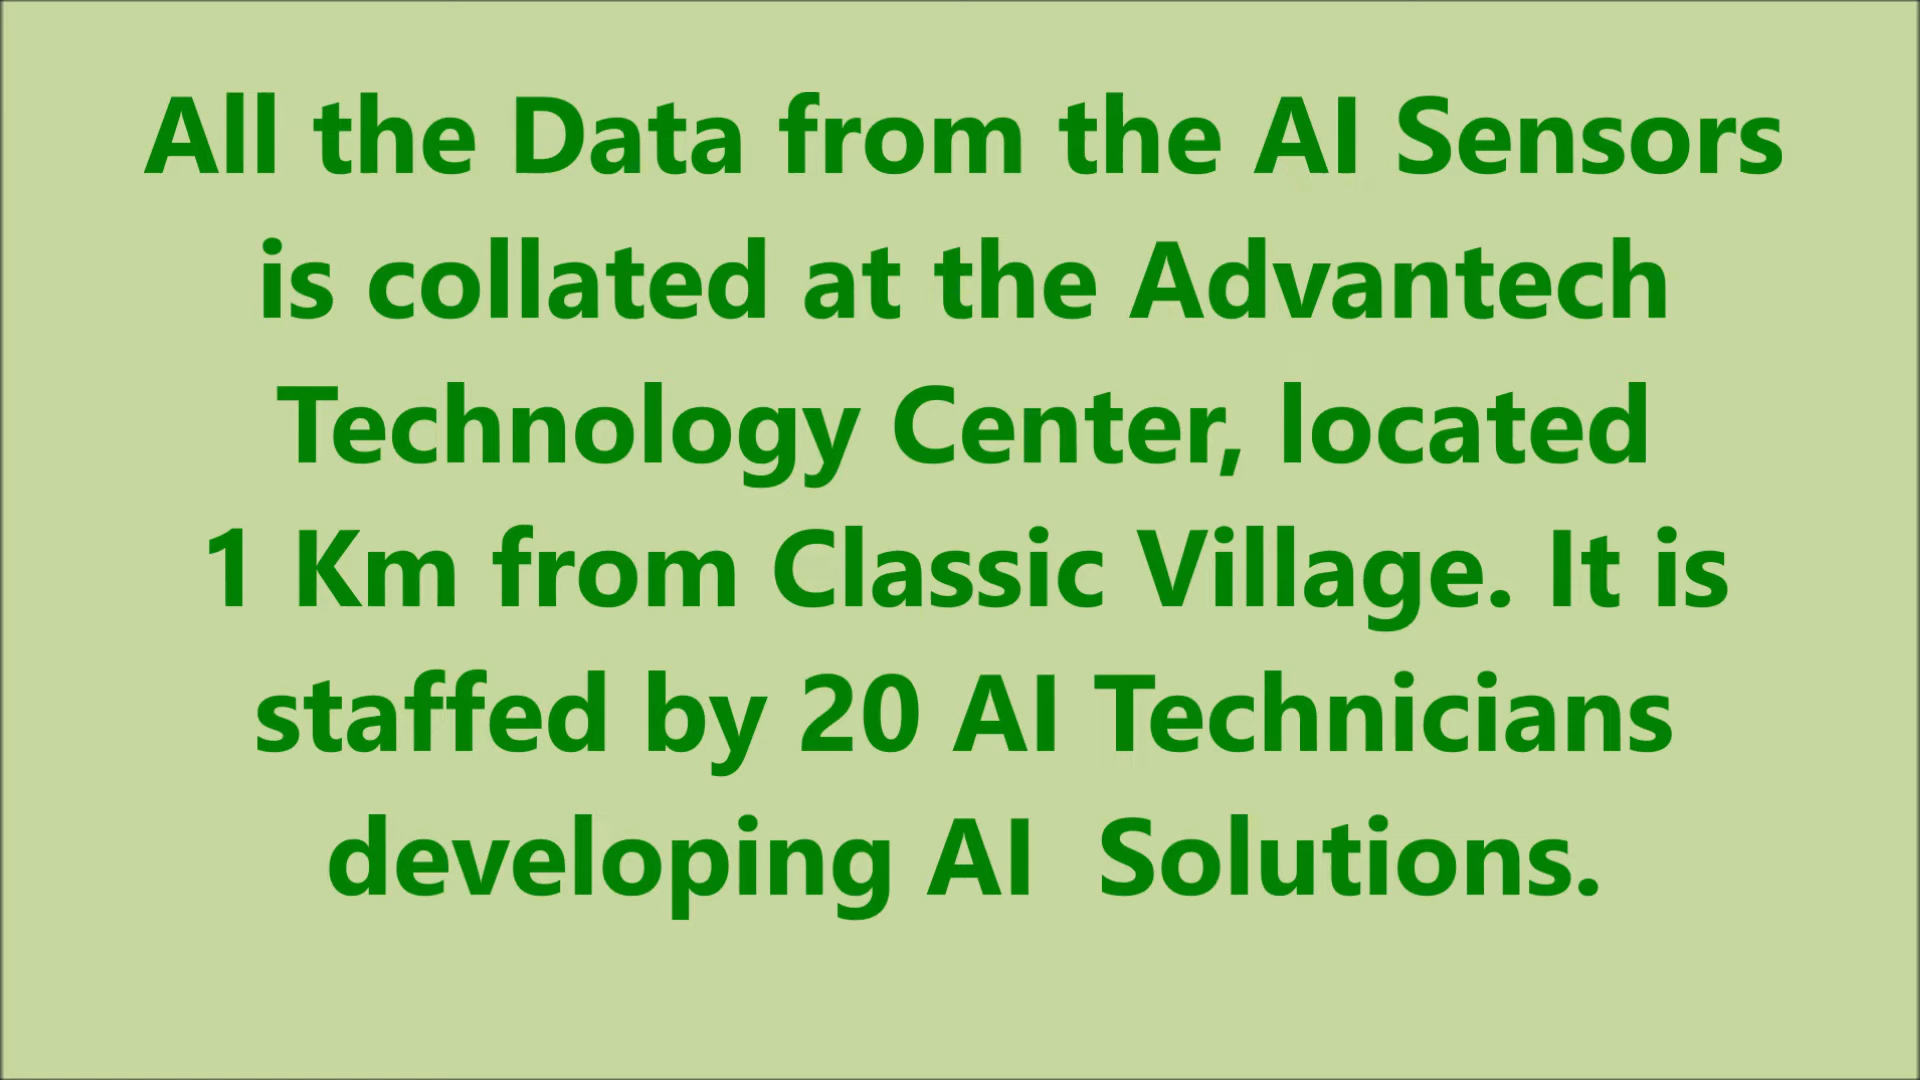 All the Data from the AI Sensors
is collated at the Advantech
Technology Center, located
1 Km from Classic Village. It is
staffed by 20 AI Technicians
developing AI  Solutions.